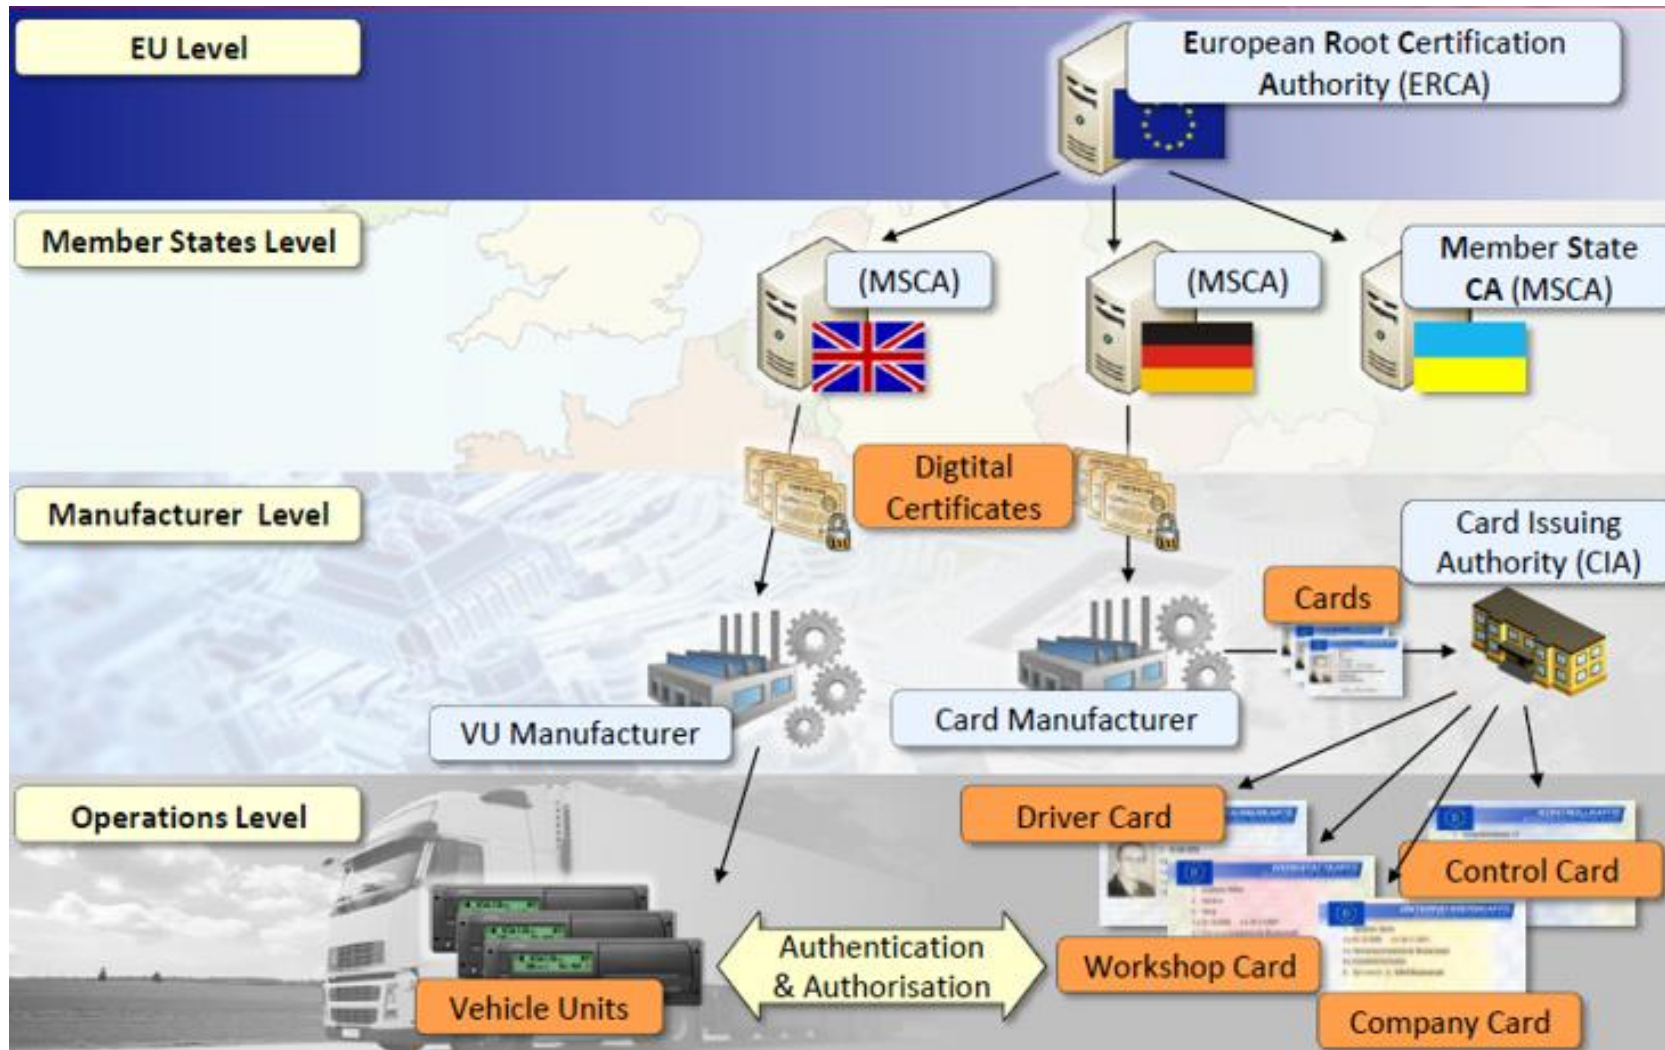 EU Level
European Root Certification
Authority (ERCA)
Member States Level
(MSCA)
(MSCA)
Member State
CA (MSCA)
Digtital
Certificates
Manufacturer Level
Card Issuing
Authority (CIA)
Cards
VU Manufacturer
Card Manufacturer
Operations Level
Driver Card
Control Card
Authentication
& Authorisation
Workshop Card
Vehicle Units
Company Card